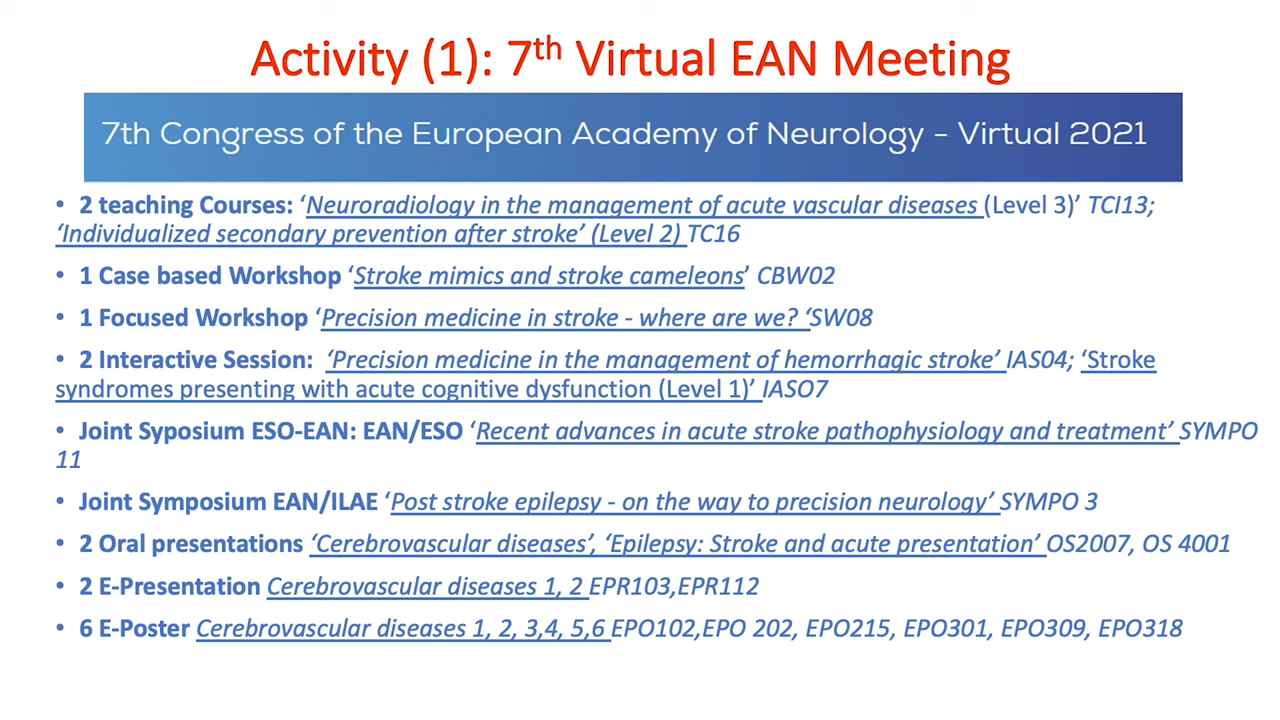 Activity (1): 7th Virtual EAN Meeting
7th Congress of the European Academy of Neurology - Virtual 2021
• 2 teaching Courses: ‘Neuroradiology in the management of acute vascular diseases (Level 3)’ TCI13;
‘Individualized secondary prevention after stroke’ (Level 2) TC16
• 1 Case based Workshop ‘Stroke mimics and stroke cameleons’ CBW02
• 1 Focused Workshop ‘Precision medicine in stroke - where are we? ‘SW08
• 2 Interactive Session: ‘Precision medicine in the management of hemorrhagic stroke’ IAS04; ‘Stroke
syndromes presenting with acute cognitive dysfunction (Level 1)’ IASO7
• Joint Syposium ESO-EAN: EAN/ESO ‘Recent advances in acute stroke pathophysiology and treatment’ SYMPO
11
• Joint Symposium EAN/ILAE ‘Post stroke epilepsy - on the way to precision neurology’ SYMPO 3
• 2 Oral presentations ‘Cerebrovascular diseases’, ‘Epilepsy: Stroke and acute presentation’ OS2007, OS 4001
• 2 E-Presentation Cerebrovascular diseases 1, 2 EPR103,EPR112
• 6 E-Poster Cerebrovascular diseases 1, 2, 3,4, 5,6 EPO102,EPO 202, EPO215, EPO301, EPO309, EPO318